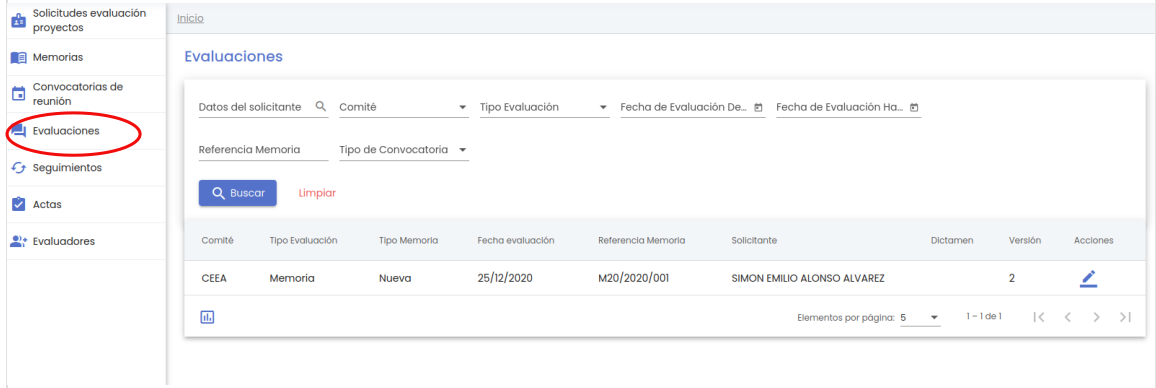 Solicitudes evaluación
proyectos
Memorias
Convocatorias de
reunión
Evaluaciones
Seguimientos
Actas
Evaluadores
Inicio
Evaluaciones
Datos del solicitante
Comité
Tipo Evaluación
Fecha de Evaluación De...
Fecha de Evaluación Ha...
Referencia Memoria
Tipo de Convocatoria
Buscar
Limpiar
Comité Tipo Evaluación Tipo Memoria Fecha evaluación Referencia Memoria Solicitante Dictamen Versión Acciones
CEEA Memoria Nueva 25/12/2020 M20/2020/001 SIMON EMILIO ALONSO ALVAREZ 2
Elementos por página: 5 1 – 1 de 1